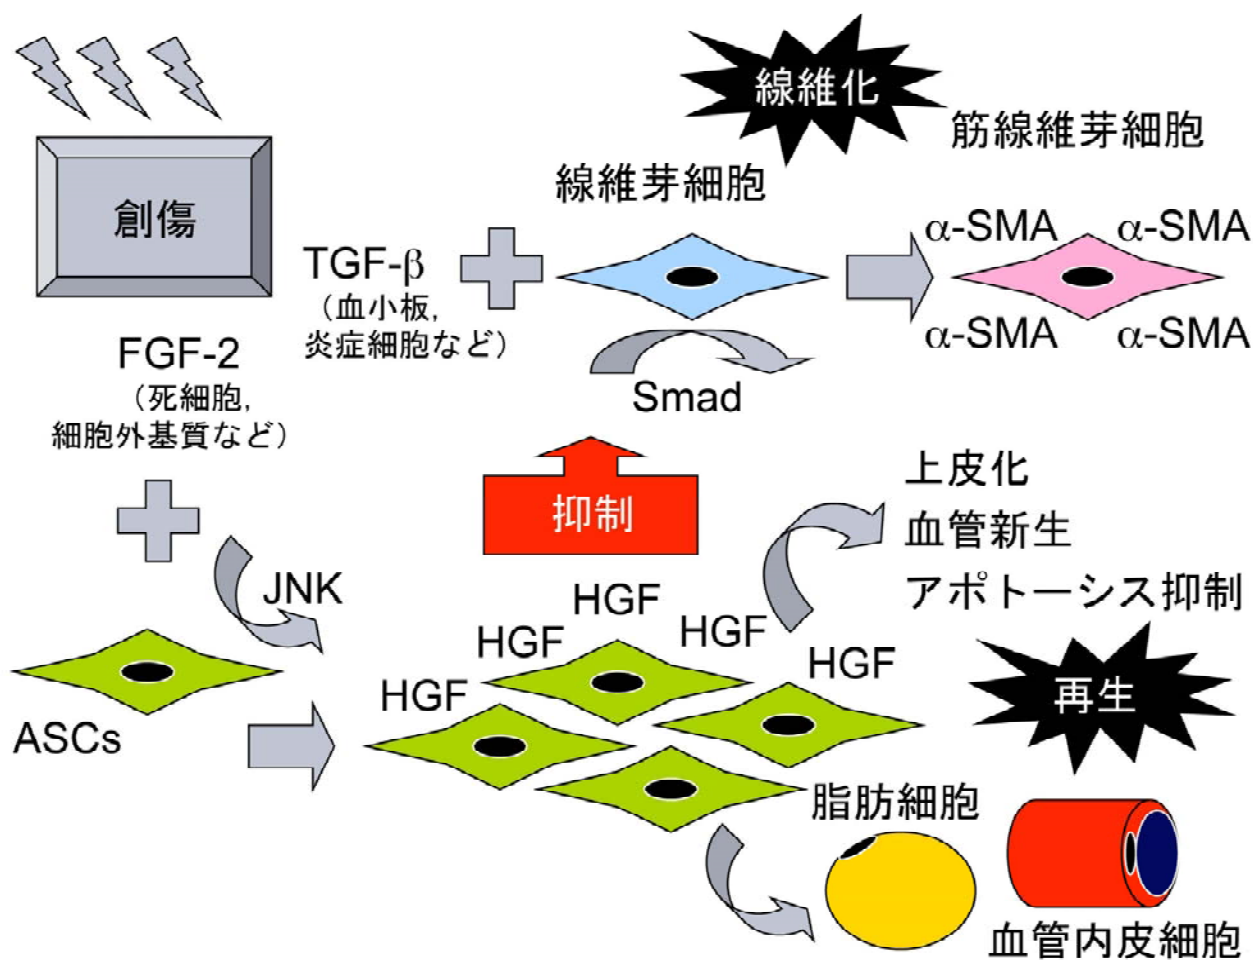 線維化
筋線維芽細胞
線維芽細胞
創傷
α-SMA α-SMA
TGF-β
（血小板,
炎症細胞など）
α-SMA α-SMA
FGF-2
（死細胞,
細胞外基質など）
Smad
抑制
上皮化
血管新生
アポトーシス抑制
JNK
HGF
HGF
HGF
HGF
HGF
ASCs
再生
脂肪細胞
血管内皮細胞